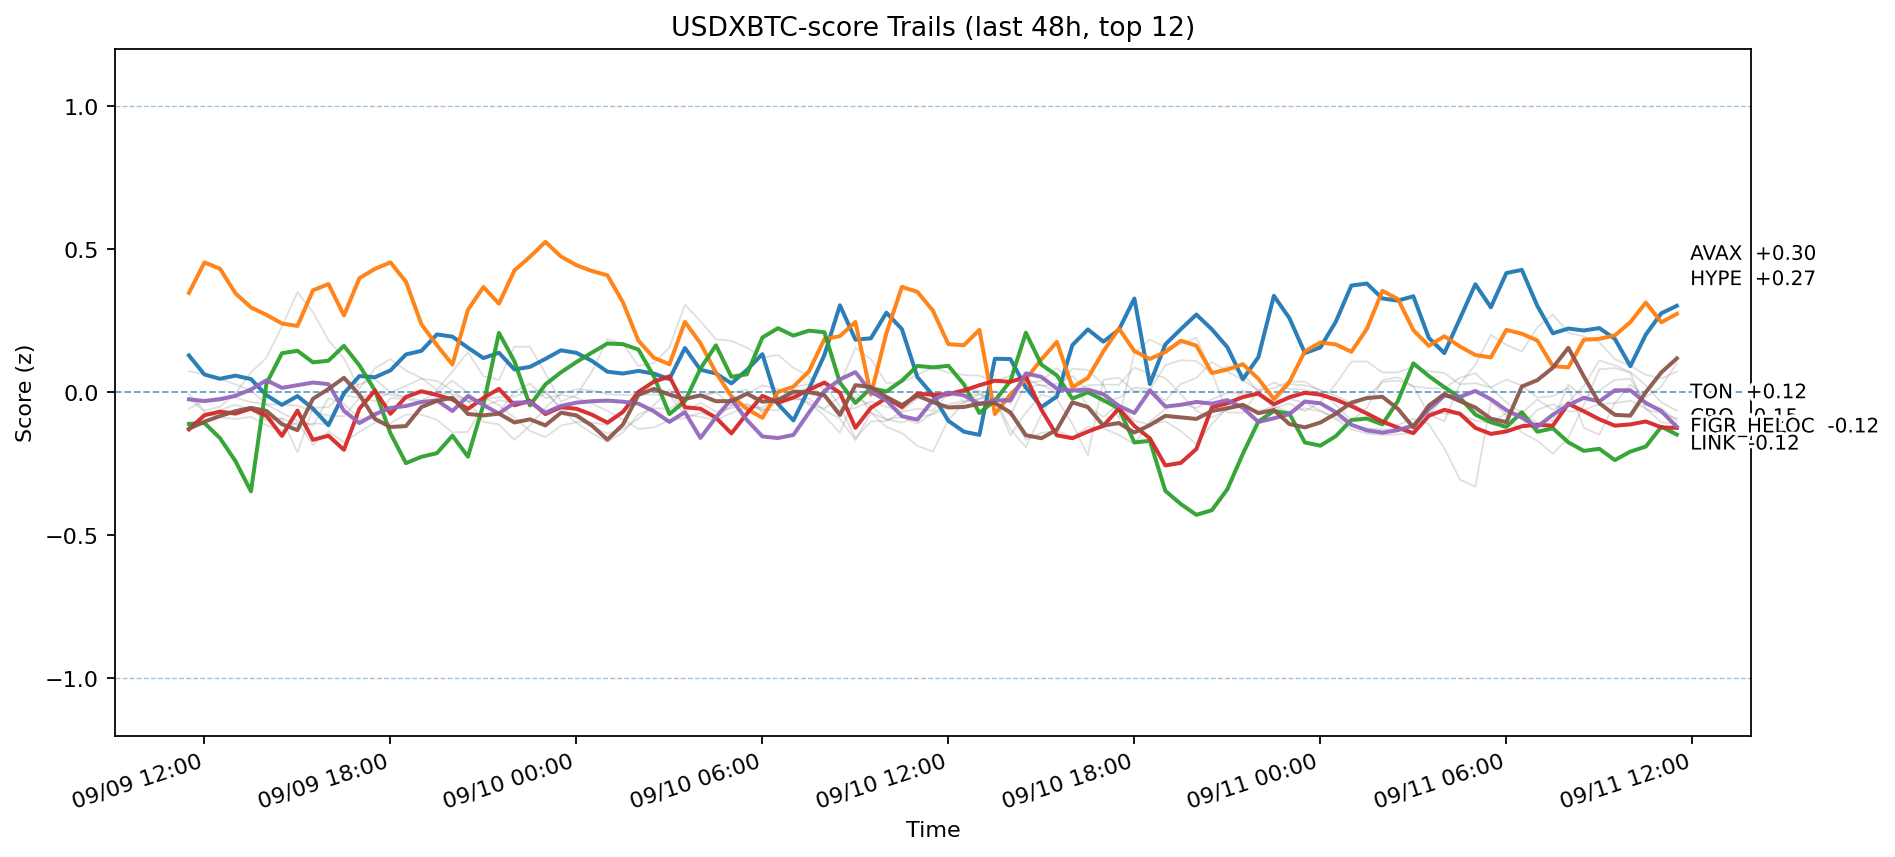 USDXBTC-score Trails (last 48h, top 12)
Score (z)
1.0
0.5
0.0
−0.5
−1.0
AVAX +0.30
HYPE +0.27
TON +0.12
CRO -0.15
FIGR_HELOC -0.12
LINK -0.12
09/09 12:00
09/09 18:00
09/10 00:00
09/10 06:00
09/10 12:00
09/10 18:00
09/11 00:00
09/11 06:00
09/11 12:00
Time